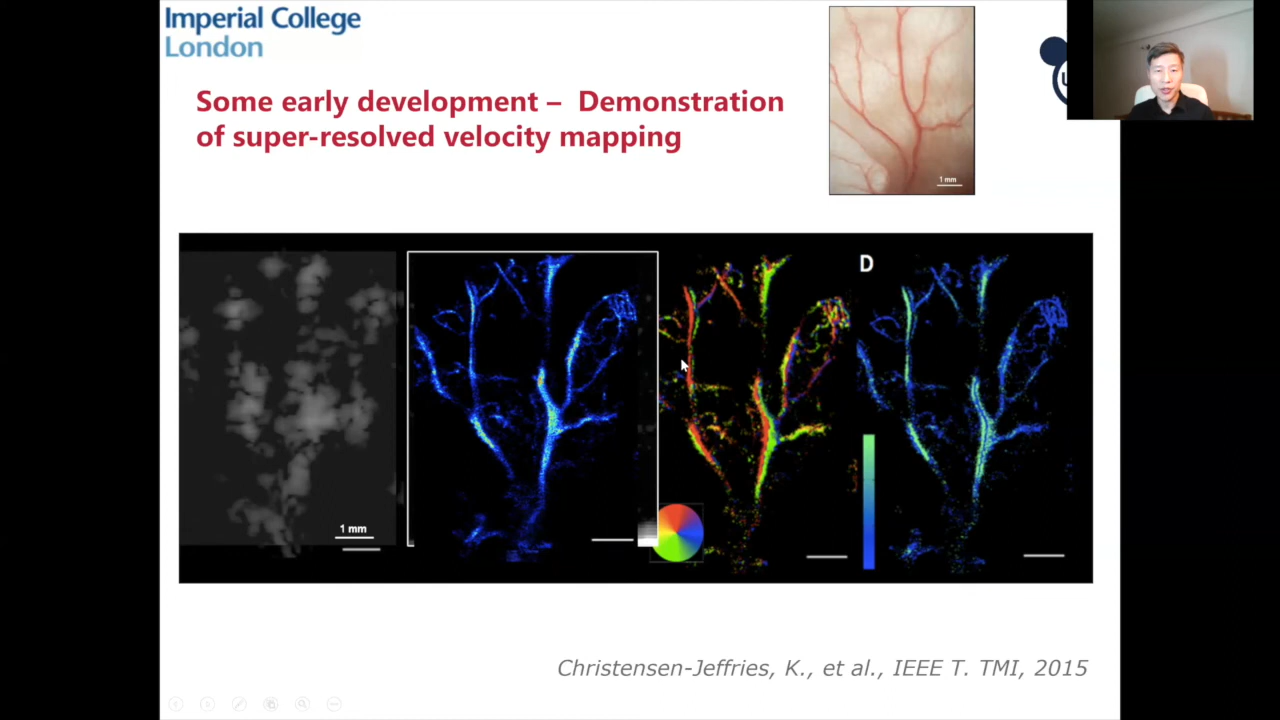 Imperial College
London
Some early development – Demonstration
of super-resolved velocity mapping
1 mm
D
1 mm
Christensen-Jeffries, K., et al., IEEE T. TMI, 2015